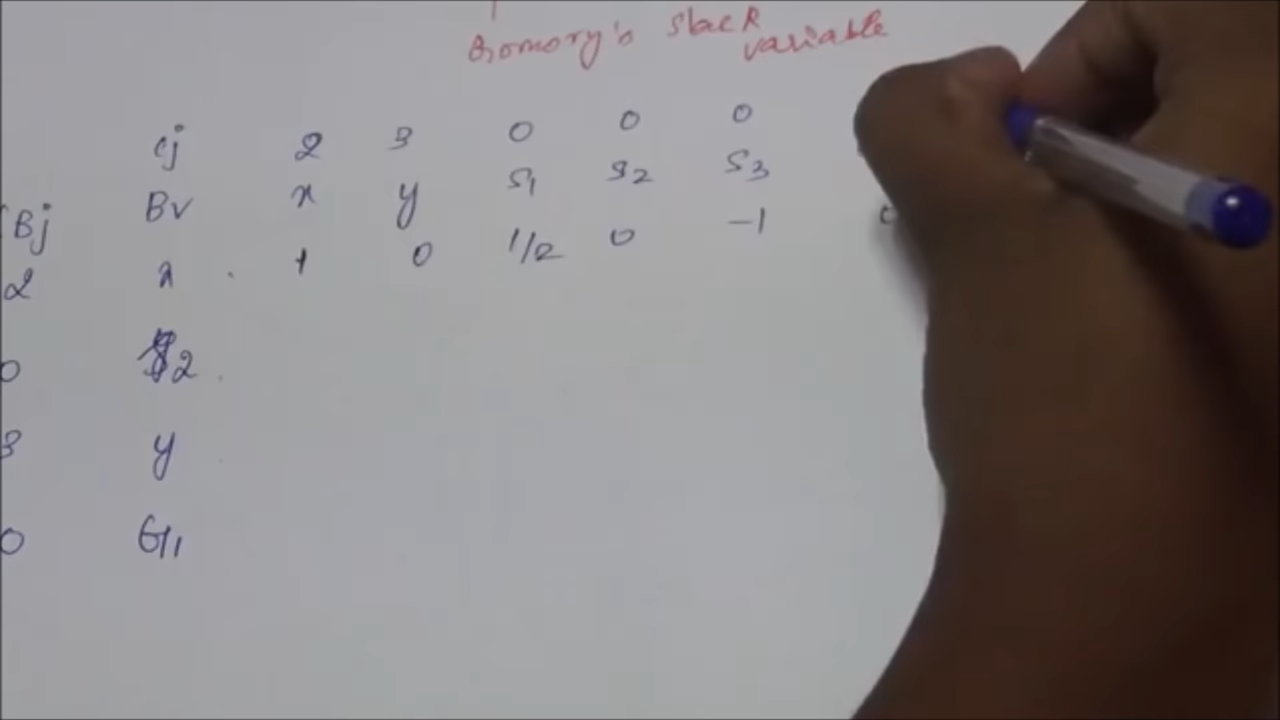 Gomory's slack
variable
Cj 2 3 0 0 0
Bj BV x y S1 S2 S3
2 x 1 0 1/2 0 -1
0 S2
3 y
0 G1